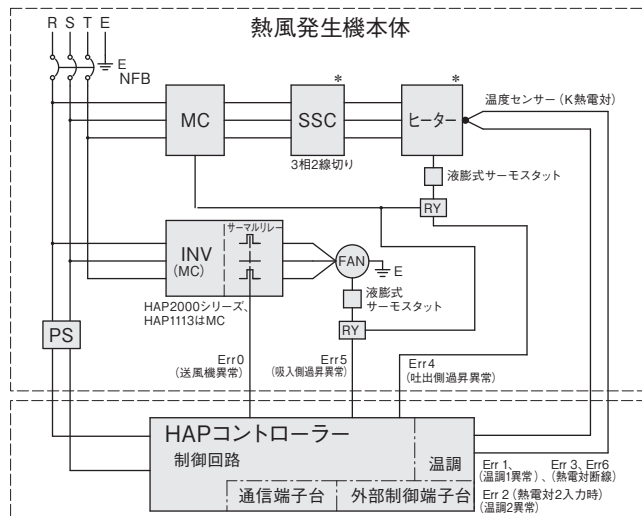 熱風発生機本体
R S T E
E
NFB
MC
*
SSC
3相2線切り
*
ヒーター
温度センサー(K熱電対)
液膨式サーモスタット
RY
INV
(MC)
サーマルリレー
HAP2000シリーズ、
HAP1113はMC
FAN
E
液膨式
サーモスタット
RY
PS
Err0
(送風機異常)
Err5
(吸入側過昇異常)
Err4
(吐出側過昇異常)
HAPコントローラー
制御回路
温調
通信端子台
外部制御端子台
Err 1、 Err 3、Err6
(温調1異常)、(熱電対断線)
Err 2(熱電対2入力時)
(温調2異常)